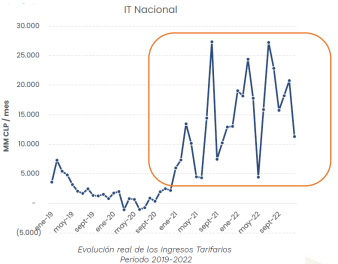 IT Nacional
MM CLP / mes
30.000
25.000
20.000
15.000
10.000
5.000
-
(5.000)
ene-19
may-19
sept-19
ene-20
may-20
sept-20
ene-21
may-21
sept-21
ene-22
may-22
sept-22
Evolución real de los Ingresos Tarifarios
Periodo 2019-2022